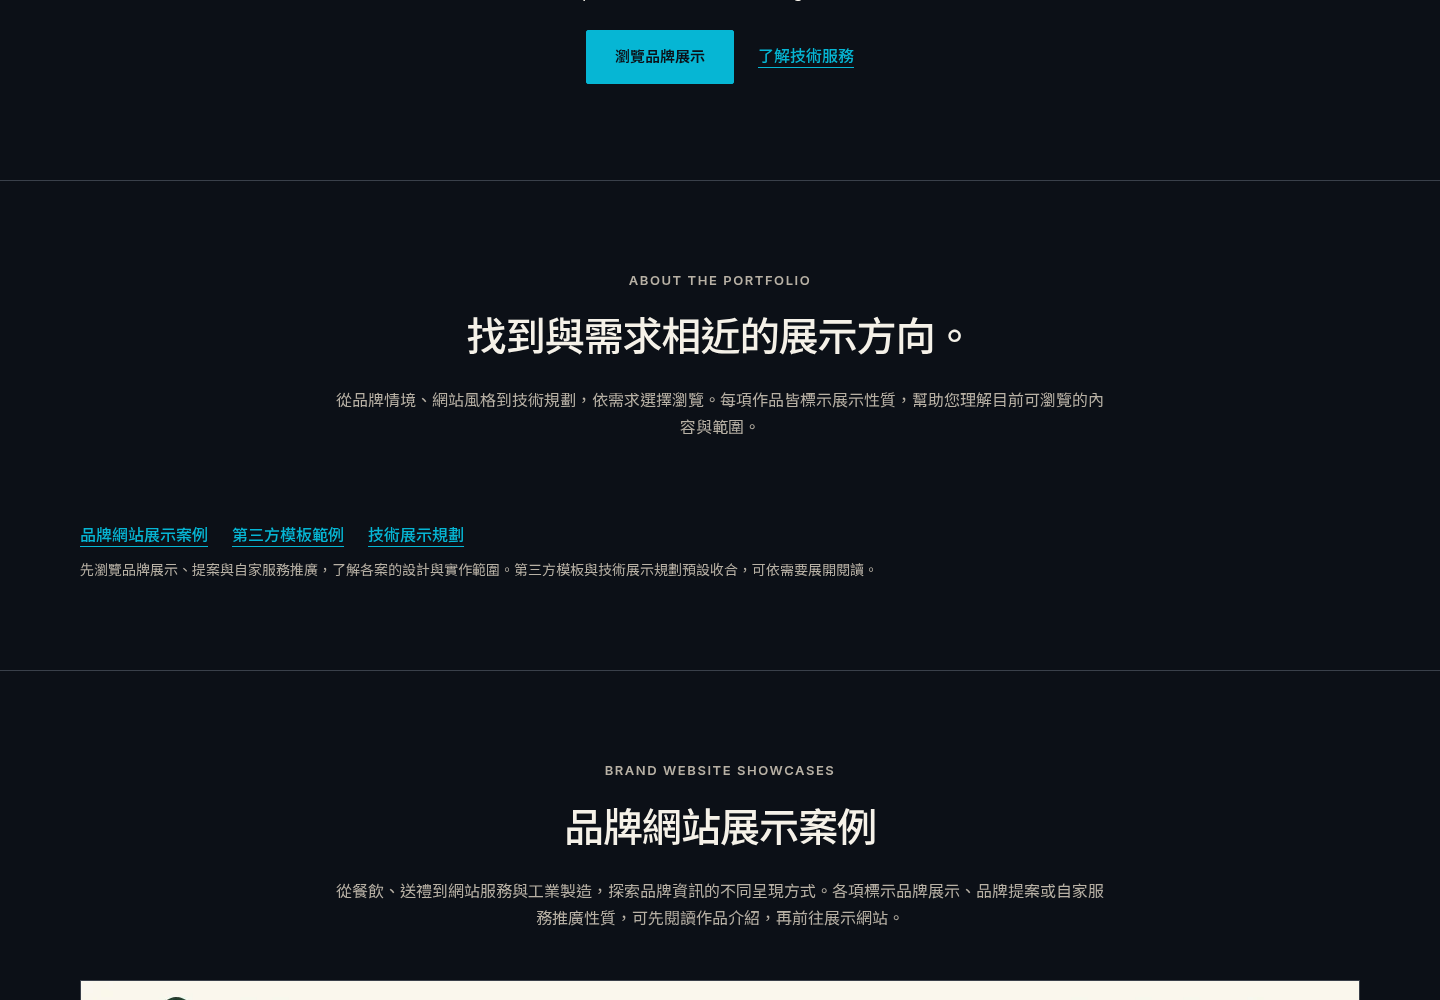 瀏覽品牌展示
了解技術服務
ABOUT THE PORTFOLIO
找到與需求相近的展示方向。
從品牌情境、網站風格到技術規劃，依需求選擇瀏覽。每項作品皆標示展示性質，幫助您理解目前可瀏覽的內
容與範圍。
品牌網站展示案例 第三方模板範例 技術展示規劃
先瀏覽品牌展示、提案與自家服務推廣，了解各案的設計與實作範圍。第三方模板與技術展示規劃預設收合，可依需要展開閱讀。
BRAND WEBSITE SHOWCASES
品牌網站展示案例
從餐飲、送禮到網站服務與工業製造，探索品牌資訊的不同呈現方式。各項標示品牌展示、品牌提案或自家服
務推廣性質，可先閱讀作品介紹，再前往展示網站。